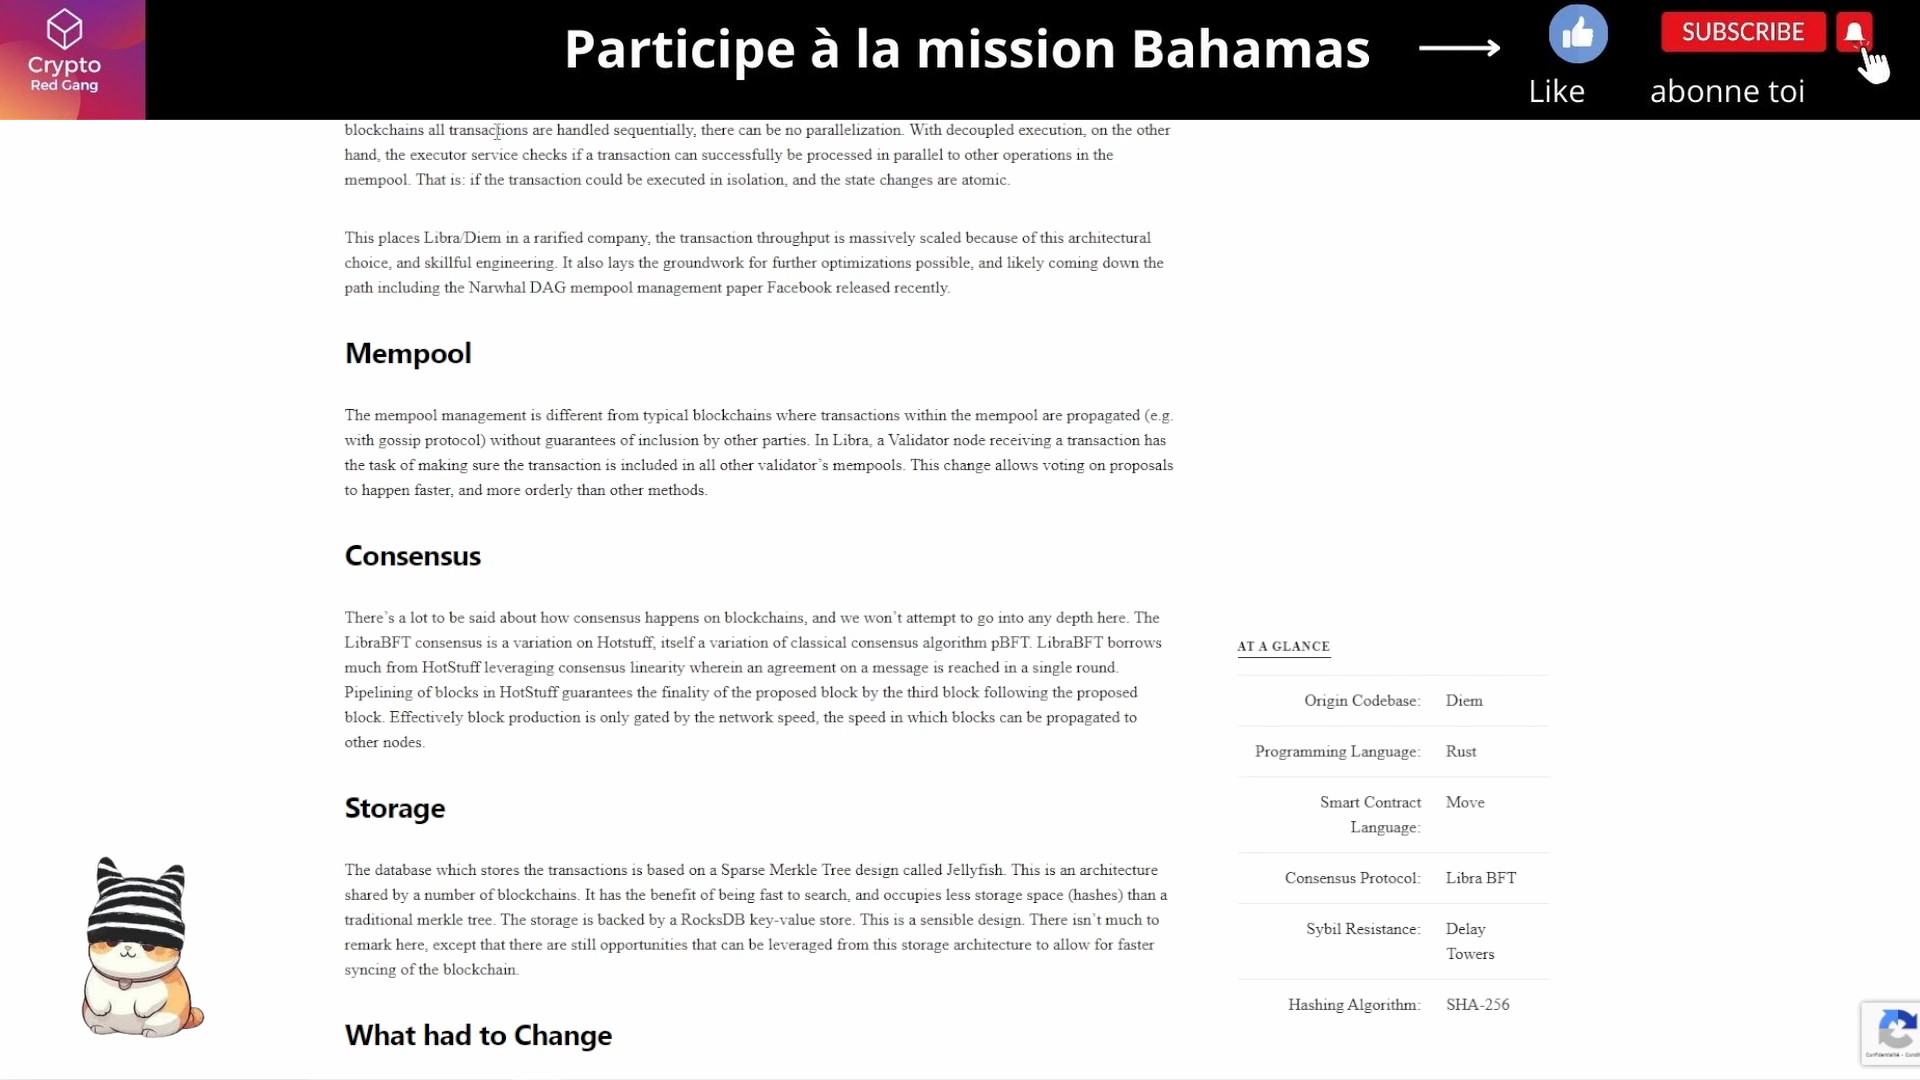 Crypto
Red Gang
Participe à la mission Bahamas
Like
SUBSCRIBE
abonne toi
blockchains all transactions are handled sequentially, there can be no parallelization. With decoupled execution, on the other
hand, the executor service checks if a transaction can successfully be processed in parallel to other operations in the
mempool. That is: if the transaction could be executed in isolation, and the state changes are atomic.
This places Libra/Diem in a rarified company, the transaction throughput is massively scaled because of this architectural
choice, and skillful engineering. It also lays the groundwork for further optimizations possible, and likely coming down the
path including the Narwhal DAG mempool management paper Facebook released recently.
Mempool
The mempool management is different from typical blockchains where transactions within the mempool are propagated (e.g.
with gossip protocol) without guarantees of inclusion by other parties. In Libra, a Validator node receiving a transaction has
the task of making sure the transaction is included in all other validator’s mempools. This change allows voting on proposals
to happen faster, and more orderly than other methods.
Consensus
There’s a lot to be said about how consensus happens on blockchains, and we won’t attempt to go into any depth here. The
LibraBFT consensus is a variation on Hotstuff, itself a variation of classical consensus algorithm pBFT. LibraBFT borrows
much from HotStuff leveraging consensus linearity wherein an agreement on a message is reached in a single round.
Pipelining of blocks in HotStuff guarantees the finality of the proposed block by the third block following the proposed
block. Effectively block production is only gated by the network speed, the speed in which blocks can be propagated to
other nodes.
Storage
The database which stores the transactions is based on a Sparse Merkle Tree design called Jellyfish. This is an architecture
shared by a number of blockchains. It has the benefit of being fast to search, and occupies less storage space (hashes) than a
traditional merkle tree. The storage is backed by a RocksDB key-value store. This is a sensible design. There isn’t much to
remark here, except that there are still opportunities that can be leveraged from this storage architecture to allow for faster
syncing of the blockchain.
What had to Change
AT A GLANCE
Origin Codebase: Diem
Programming Language: Rust
Smart Contract Move
Language:
Consensus Protocol: Libra BFT
Sybil Resistance: Delay
Towers
Hashing Algorithm: SHA-256